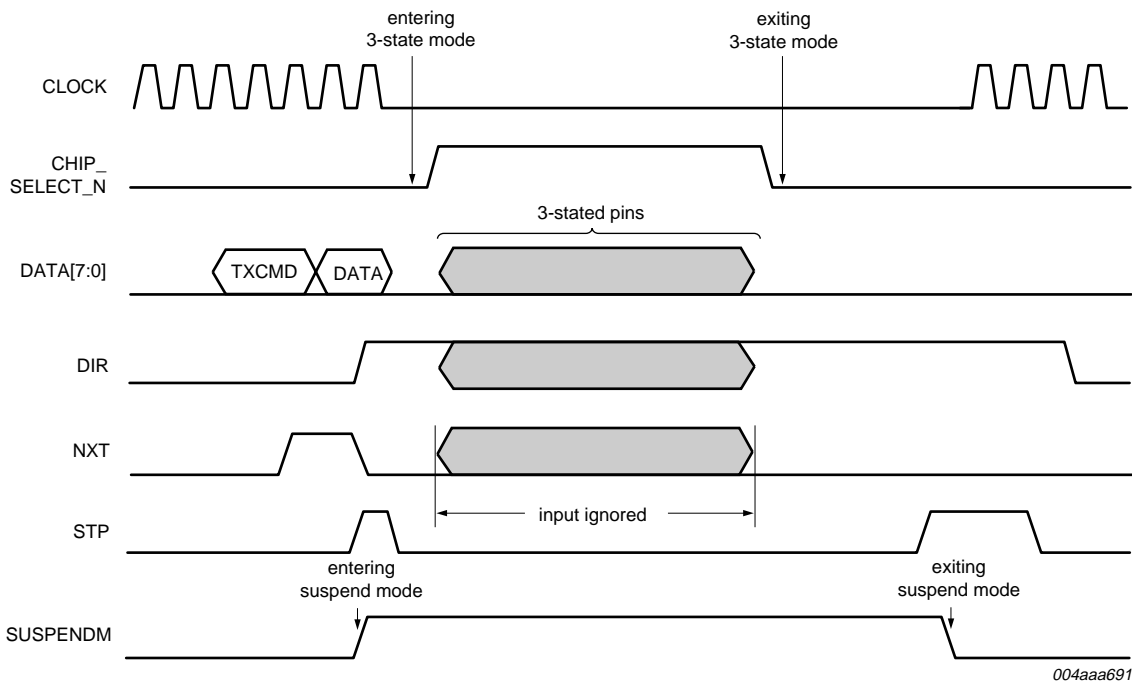 entering
3-state mode
exiting
3-state mode
CLOCK
CHIP_
SELECT_N
3-stated pins
DATA[7:0]
TXCMD
DATA
DIR
NXT
input ignored
STP
entering
suspend mode
exiting
suspend mode
SUSPENDM
004aaa691